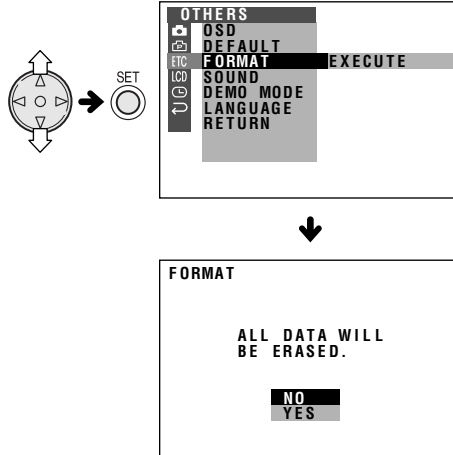 OTHERS
OSD
DEFAULT
ETC FORMAT EXECUTE
LCD SOUND
DEMO MODE
LANGUAGE
RETURN
SET
FORMAT
ALL DATA WILL
BE ERASED.
NO
YES